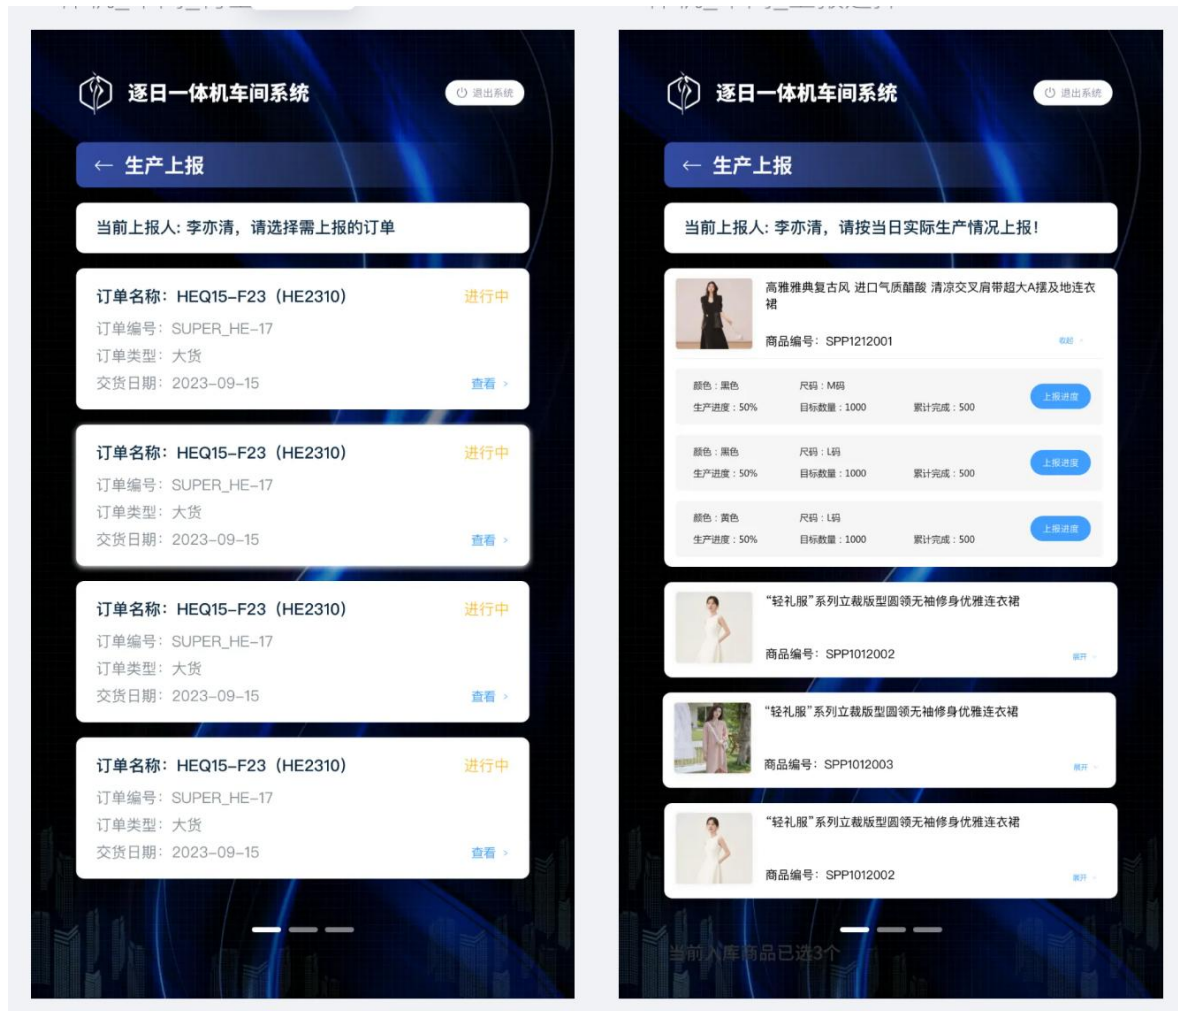 逐日一体机车间系统
退出系统
← 生产上报
当前上报人: 李亦清，请选择需上报的订单
订单名称：HEQ15–F23（HE2310）
进行中
订单编号：SUPER_HE–17
订单类型：大货
交货日期：2023–09–15
查看 >
订单名称：HEQ15–F23（HE2310）
进行中
订单编号：SUPER_HE–17
订单类型：大货
交货日期：2023–09–15
查看 >
订单名称：HEQ15–F23（HE2310）
进行中
订单编号：SUPER_HE–17
订单类型：大货
交货日期：2023–09–15
查看 >
订单名称：HEQ15–F23（HE2310）
进行中
订单编号：SUPER_HE–17
订单类型：大货
交货日期：2023–09–15
查看 >
逐日一体机车间系统
退出系统
← 生产上报
当前上报人: 李亦清，请按当日实际生产情况上报！
高雅雅典复古风 进口气质醋酸 清凉交叉肩带超大A摆及地连衣
裙
商品编号：SPP1212001
收起
颜色：黑色 尺码：M码
生产进度：50% 目标数量：1000 累计完成：500
上报进度
颜色：黑色 尺码：L码
生产进度：50% 目标数量：1000 累计完成：500
上报进度
颜色：黄色 尺码：L码
生产进度：50% 目标数量：1000 累计完成：500
上报进度
“轻礼服”系列立裁版型圆领无袖修身优雅连衣裙
商品编号：SPP1012002
展开
“轻礼服”系列立裁版型圆领无袖修身优雅连衣裙
商品编号：SPP1012003
展开
“轻礼服”系列立裁版型圆领无袖修身优雅连衣裙
商品编号：SPP1012002
展开
当前入库商品已选3个